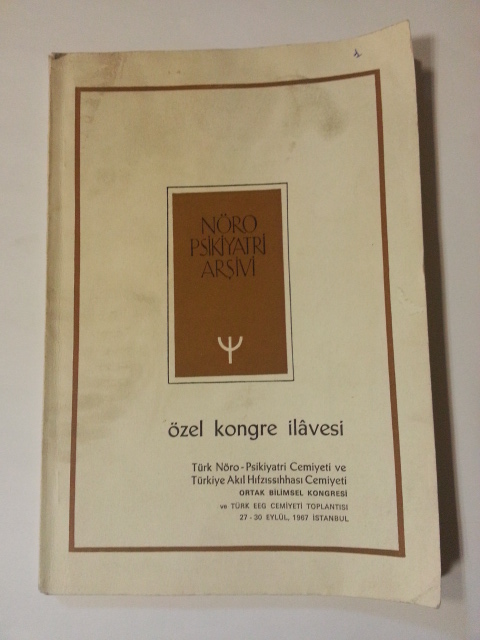 NÖRO
PSİKİYATRİ
ARŞİVİ
özel kongre ilâvesi
Türk Nöro-Psikiyatri Cemiyeti ve
Türkiye Akıl Hıfzıssıhhası Cemiyeti
ORTAK BİLİMSEL KONGRESİ
ve TÜRK EEG CEMİYETİ TOPLANTISI
27 - 30 EYLÜL, 1967 İSTANBUL